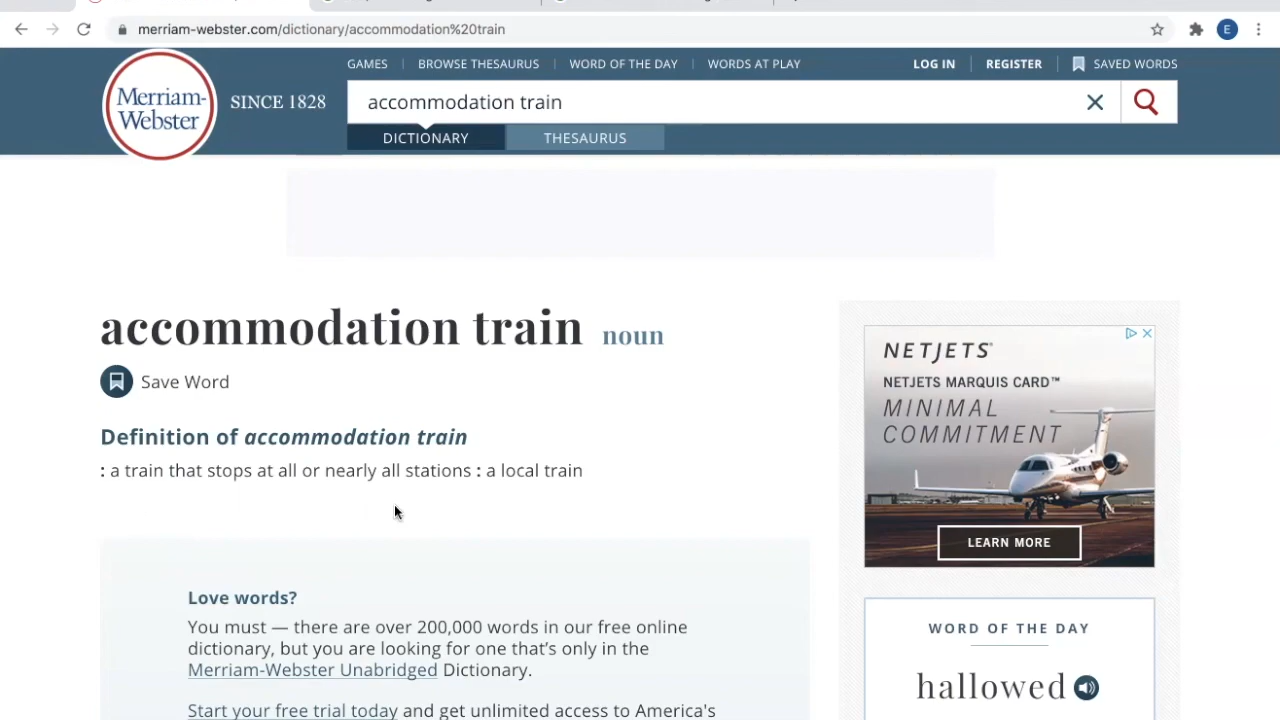 merriam-webster.com/dictionary/accommodation%20train
E
GAMES
BROWSE THESAURUS
WORD OF THE DAY
WORDS AT PLAY
LOG IN
REGISTER
SAVED WORDS
Merriam-
Webster
SINCE 1828
accommodation train
DICTIONARY
THESAURUS
accommodation train noun
Save Word
Definition of accommodation train
: a train that stops at all or nearly all stations : a local train
Love words?
You must — there are over 200,000 words in our free online
dictionary, but you are looking for one that's only in the
Merriam-Webster Unabridged Dictionary.
Start your free trial today and get unlimited access to America's
NETJETS®
NETJETS MARQUIS CARD™
MINIMAL
COMMITMENT
LEARN MORE
WORD OF THE DAY
hallowed